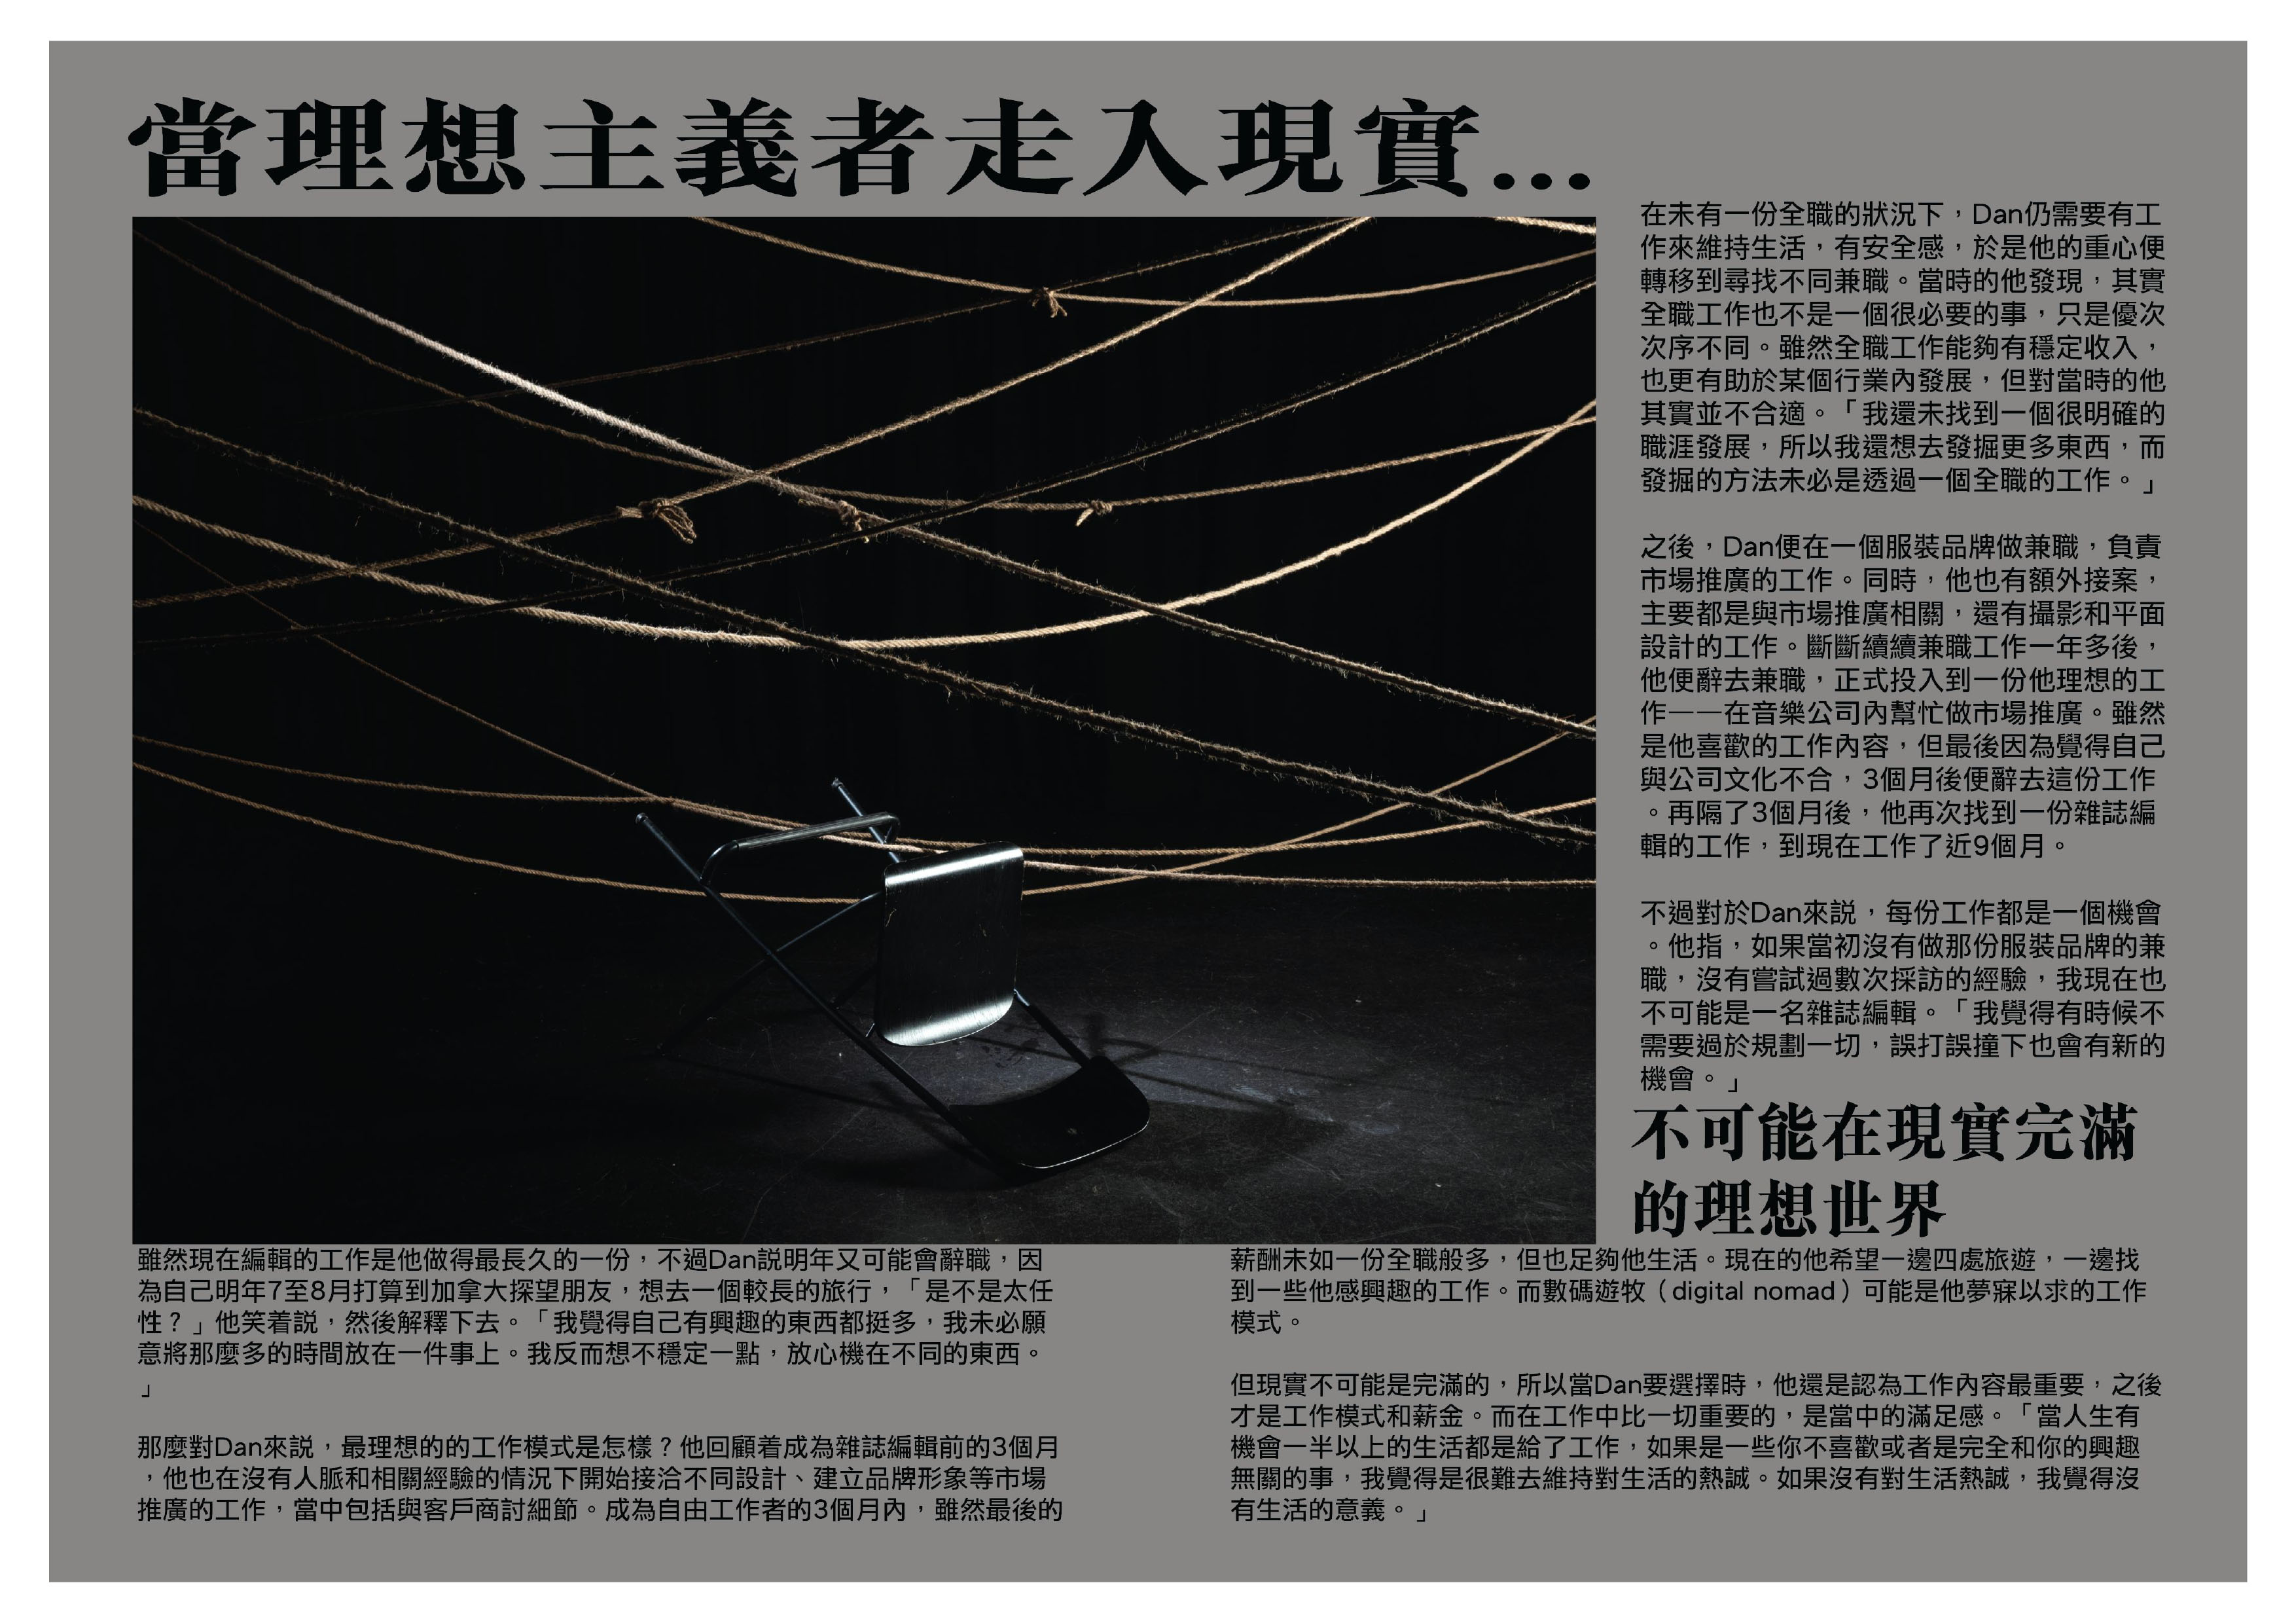 當理想主義者走入現實...
在未有一份全職的狀況下，Dan仍需要有工
作來維持生活，有安全感，於是他的重心便
轉移到尋找不同兼職。當時的他發現，其實
全職工作也不是一個很必要的事，只是優次
次序不同。雖然全職工作能夠有穩定收入，
也更有助於某個行業內發展，但對當時的他
其實並不合適。「我還未找到一個很明確的
職涯發展，所以我還想去發掘更多東西，而
發掘的方法未必是透過一個全職的工作。」
之後，Dan便在一個服裝品牌做兼職，負責
市場推廣的工作。同時，他也有額外接案，
主要都是與市場推廣相關，還有攝影和平面
設計的工作。斷斷續續兼職工作一年多後，
他便辭去兼職，正式投入到一份他理想的工
作——在音樂公司內幫忙做市場推廣。雖然
是他喜歡的工作內容，但最後因為覺得自己
與公司文化不合，3個月後便辭去這份工作
。再隔了3個月後，他再次找到一份雜誌編
輯的工作，到現在工作了近9個月。
不過對於Dan來説，每份工作都是一個機會
。他指，如果當初沒有做那份服裝品牌的兼
職，沒有嘗試過數次採訪的經驗，我現在也
不可能是一名雜誌編輯。「我覺得有時候不
需要過於規劃一切，誤打誤撞下也會有新的
機會。」
不可能在現實完滿
的理想世界
雖然現在編輯的工作是他做得最長久的一份，不過Dan説明年又可能會辭職，因
為自己明年7至8月打算到加拿大探望朋友，想去一個較長的旅行，「是不是太任
性？」他笑着説，然後解釋下去。「我覺得自己有興趣的東西都挺多，我未必願
意將那麼多的時間放在一件事上。我反而想不穩定一點，放心機在不同的東西。
」
那麼對Dan來説，最理想的的工作模式是怎樣？他回顧着成為雜誌編輯前的3個月
，他也在沒有人脈和相關經驗的情況下開始接洽不同設計、建立品牌形象等市場
推廣的工作，當中包括與客戶商討細節。成為自由工作者的3個月內，雖然最後的
薪酬未如一份全職般多，但也足夠他生活。現在的他希望一邊四處旅遊，一邊找
到一些他感興趣的工作。而數碼遊牧（digital nomad）可能是他夢寐以求的工作
模式。
但現實不可能是完滿的，所以當Dan要選擇時，他還是認為工作內容最重要，之後
才是工作模式和薪金。而在工作中比一切重要的，是當中的滿足感。「當人生有
機會一半以上的生活都是給了工作，如果是一些你不喜歡或者是完全和你的興趣
無關的事，我覺得是很難去維持對生活的熱誠。如果沒有對生活熱誠，我覺得沒
有生活的意義。」